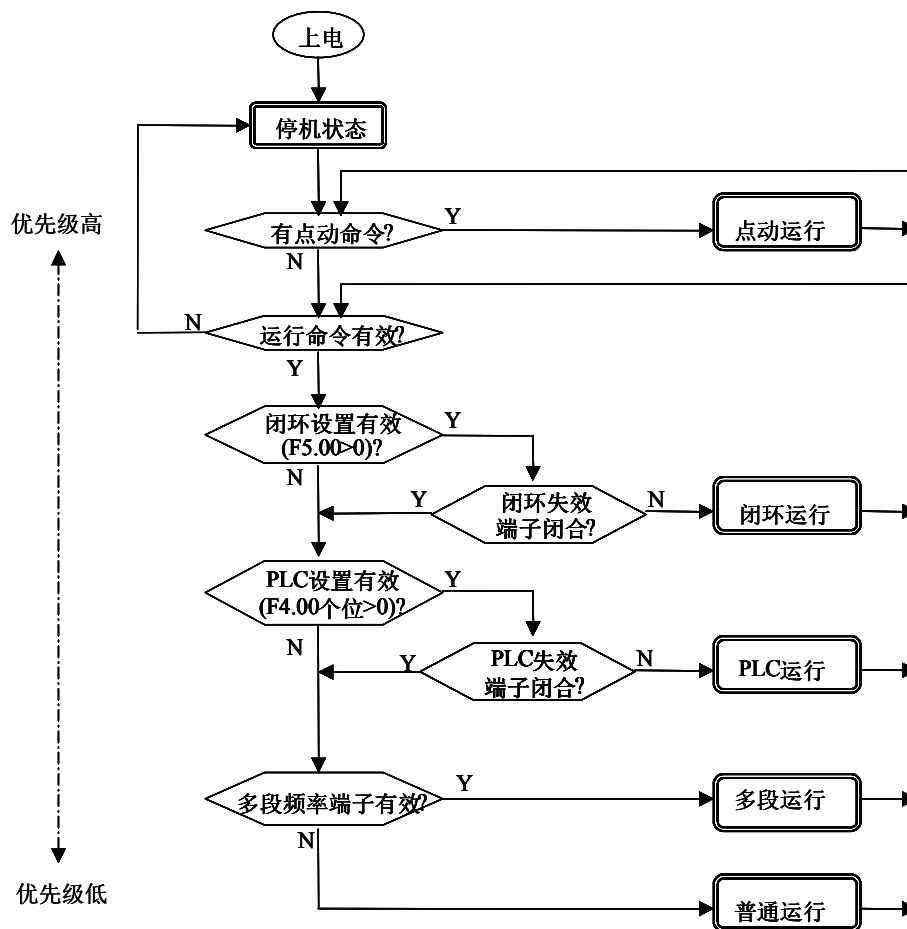 上电
停机状态
优先级高
有点动命令?
Y
点动运行
N
N
运行命令有效?
Y
闭环设置有效
(F5.00>0)?
Y
N
Y
闭环失效
端子闭合?
N
闭环运行
PLC设置有效
(F4.00个位>0)?
Y
N
Y
PLC失效
端子闭合?
N
PLC运行
多段频率端子有效?
Y
多段运行
N
优先级低
普通运行